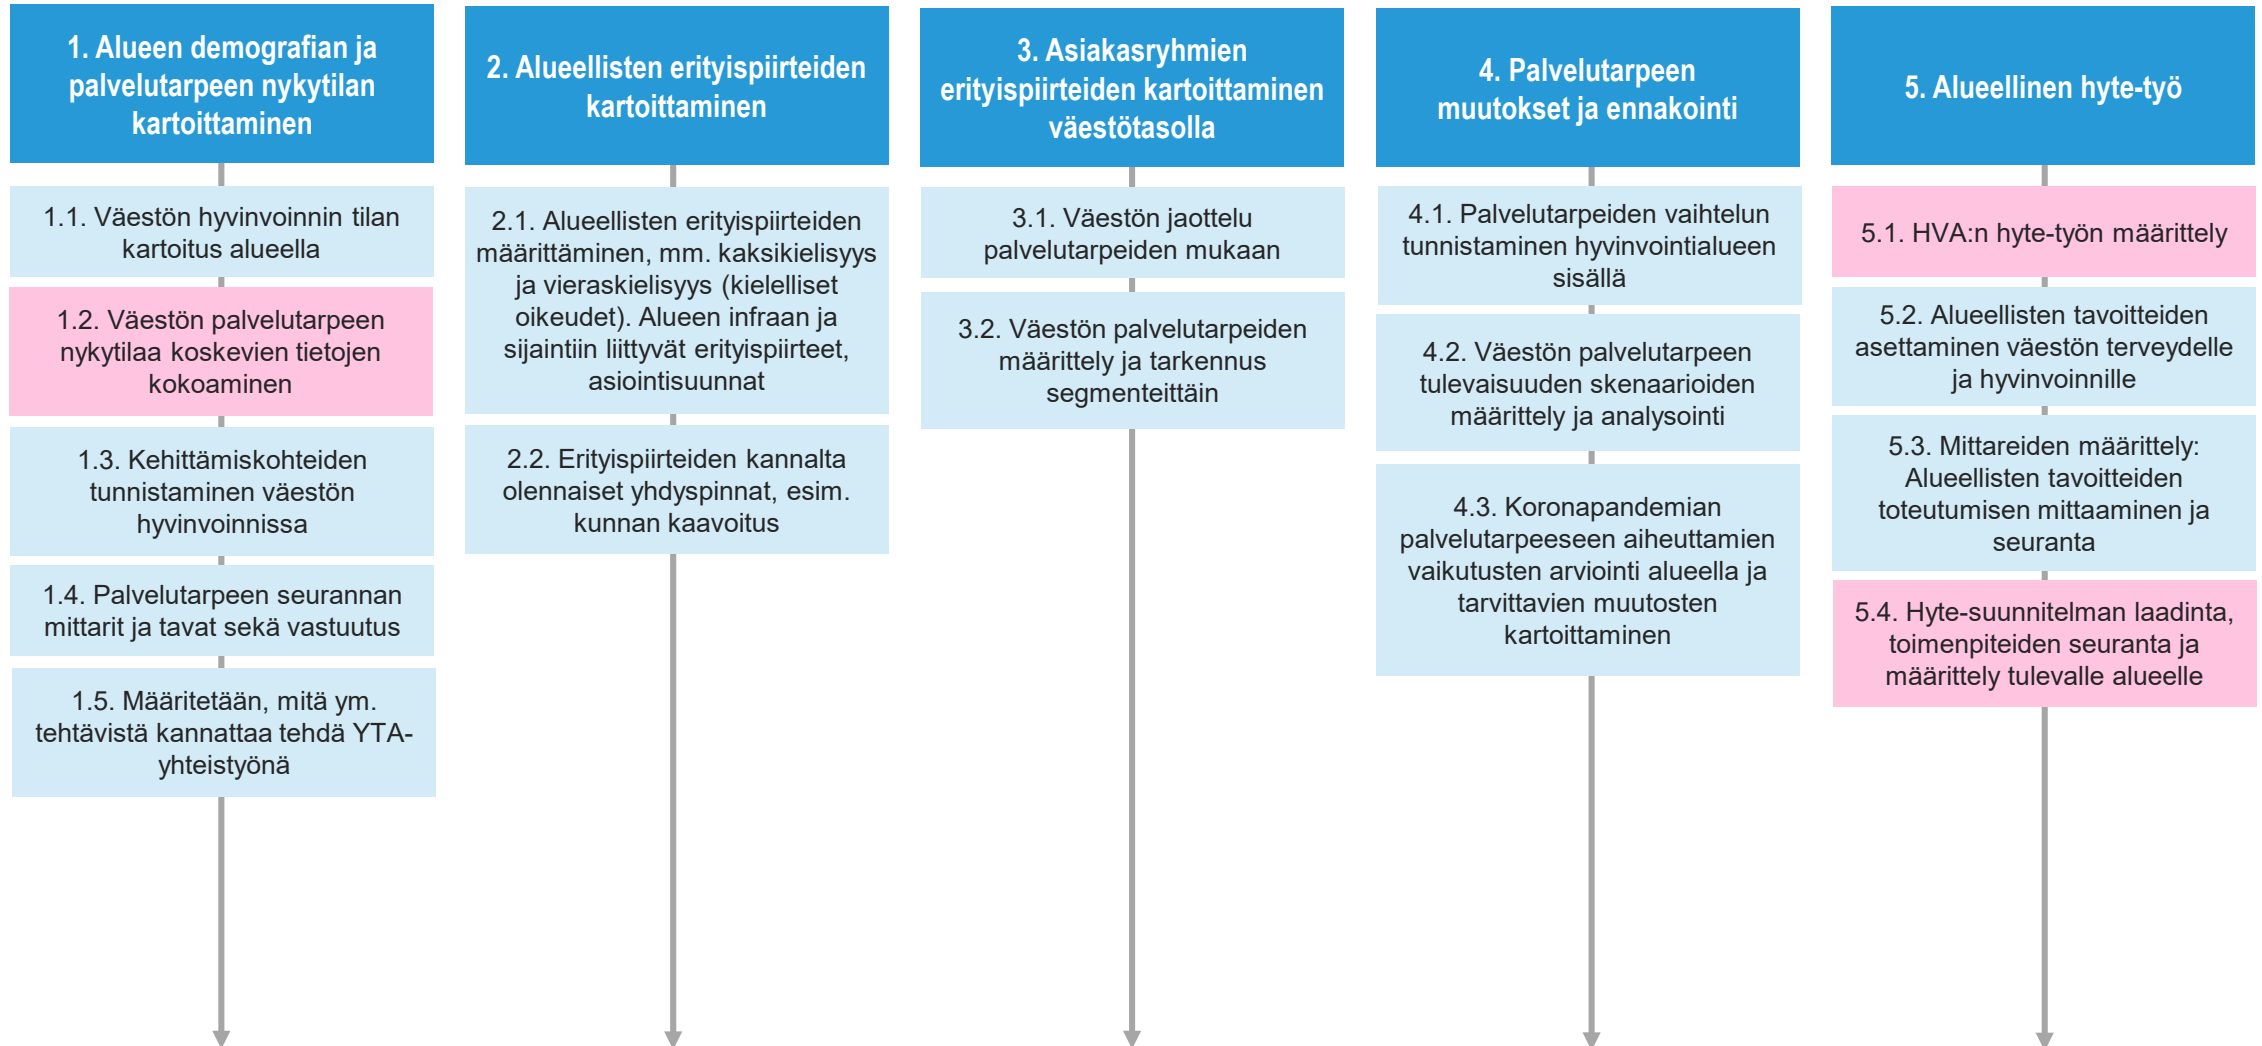 1. Alueen demografian ja
palvelutarpeen nykytilan
kartoittaminen
1.1. Väestön hyvinvoinnin tilan
kartoitus alueella
1.2. Väestön palvelutarpeen
nykytilaa koskevien tietojen
kokoaminen
1.3. Kehittämiskohteiden
tunnistaminen väestön
hyvinvoinnissa
1.4. Palvelutarpeen seurannan
mittarit ja tavat sekä vastuutus
1.5. Määritetään, mitä ym.
tehtävistä kannattaa tehdä YTA-
yhteistyönä
2. Alueellisten erityispiirteiden
kartoittaminen
2.1. Alueellisten erityispiirteiden
määrittäminen, mm. kaksikielisyys
ja vieraskielisyys (kielelliset
oikeudet). Alueen infraan ja
sijaintiin liittyvät erityispiirteet,
asiointisuunnat
2.2. Erityispiirteiden kannalta
olennaiset yhdyspinnat, esim.
kunnan kaavoitus
3. Asiakasryhmien
erityispiirteiden kartoittaminen
väestötasolla
3.1. Väestön jaottelu
palvelutarpeiden mukaan
3.2. Väestön palvelutarpeiden
määrittely ja tarkennus
segmenteittäin
4. Palvelutarpeen
muutokset ja ennakointi
4.1. Palvelutarpeiden vaihtelun
tunnistaminen hyvinvointialueen
sisällä
4.2. Väestön palvelutarpeen
tulevaisuuden skenaarioiden
määrittely ja analysointi
4.3. Koronapandemian
palvelutarpeeseen aiheuttamien
vaikutusten arviointi alueella ja
tarvittavien muutosten
kartoittaminen
5. Alueellinen hyte-työ
5.1. HVA:n hyte-työn määrittely
5.2. Alueellisten tavoitteiden
asettaminen väestön terveydelle
ja hyvinvoinnille
5.3. Mittareiden määrittely:
Alueellisten tavoitteiden
toteutumisen mittaaminen ja
seuranta
5.4. Hyte-suunnitelman laadinta,
toimenpiteiden seuranta ja
määrittely tulevalle alueelle